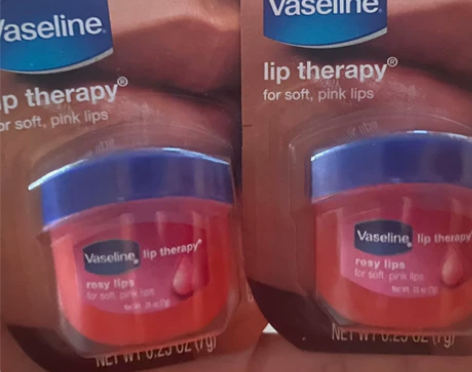 Vaseline
lip therapy®
for soft, pink lips
Vaseline lip therapy®
rosy lips
for soft, pink lips
NET WT 0.25 OZ (7g)
Vaseline
lip therapy®
for soft, pink lips
Vaseline lip therapy
rosy lips
for soft, pink lips
NET WT 0.25 OZ (7g)